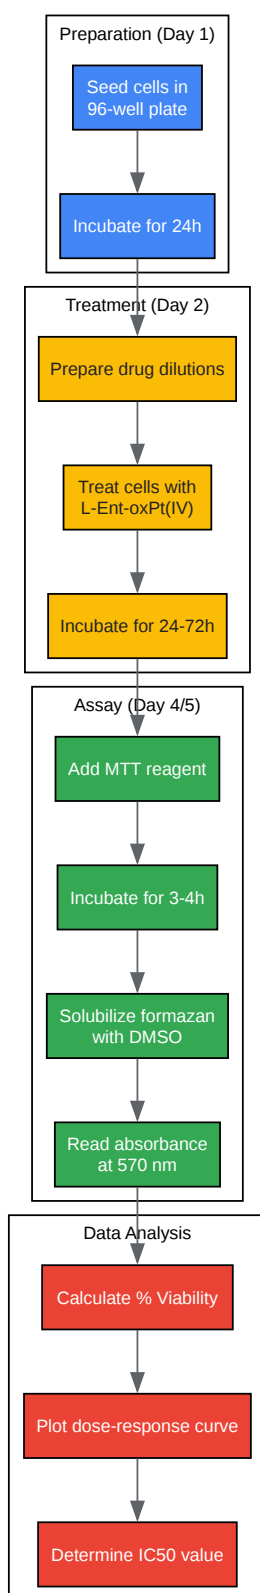 Preparation (Day 1)
Seed cells in
96-well plate
Incubate for 24h
Treatment (Day 2)
Prepare drug dilutions
Treat cells with
L-Ent-oxPt(IV)
Incubate for 24-72h
Assay (Day 4/5)
Add MTT reagent
Incubate for 3-4h
Solubilize formazan
with DMSO
Read absorbance
at 570 nm
Data Analysis
Calculate % Viability
Plot dose-response curve
Determine IC50 value